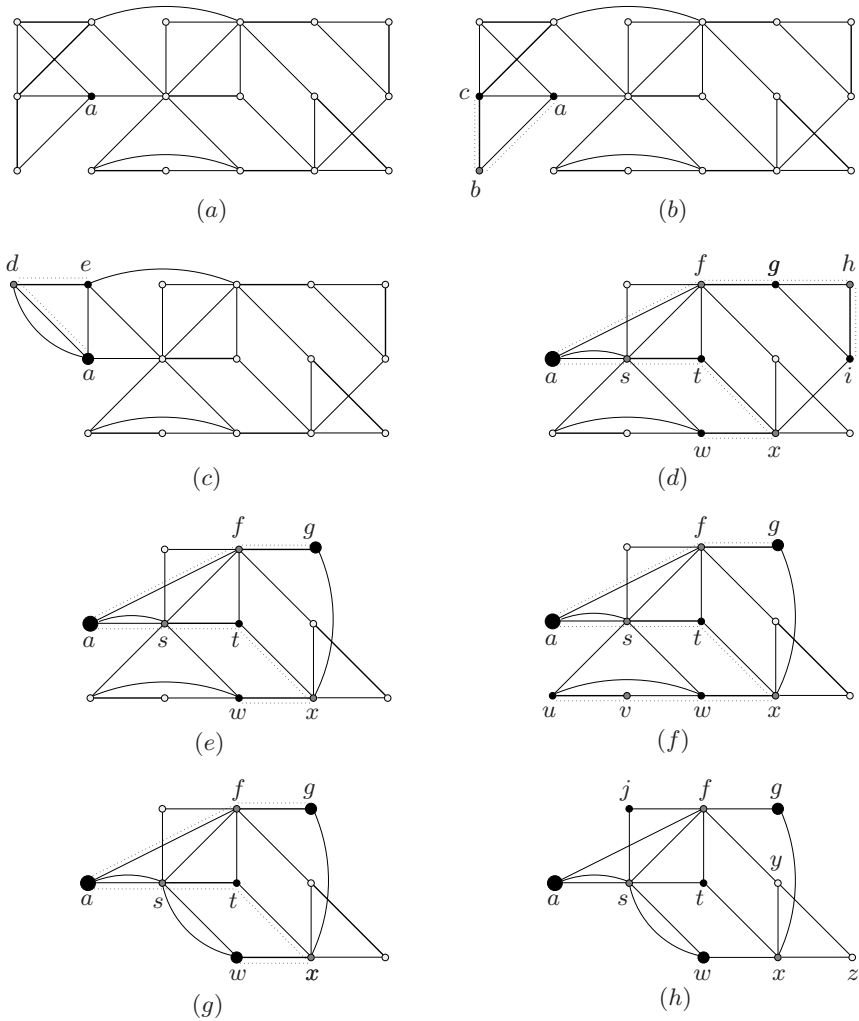 a
(a)
c
a
b
(b)
d e
a
(c)
f g h
a s t i
w x
(d)
f g
a s t
w x
(e)
f g
a s t
u v w x
(f)
f g
a s t
w x
(g)
j f g
y
a s t
w x z
(h)